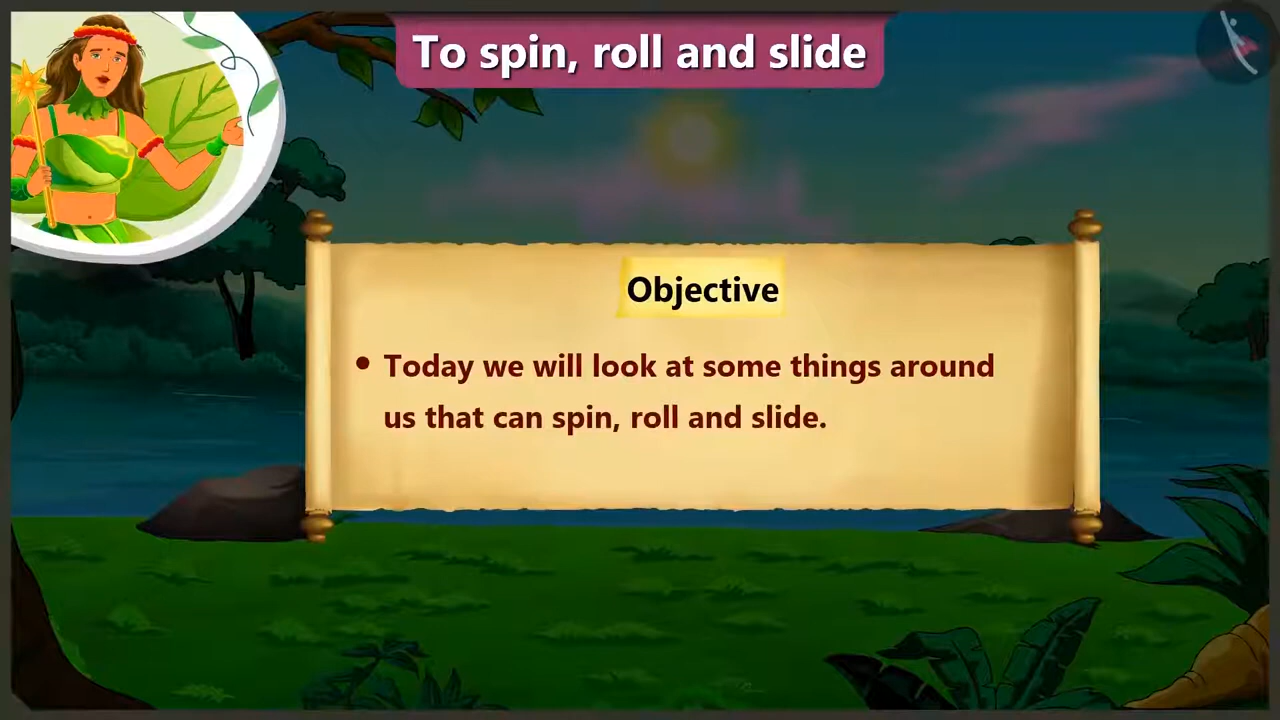 To spin, roll and slide
Objective
• Today we will look at some things around
us that can spin, roll and slide.